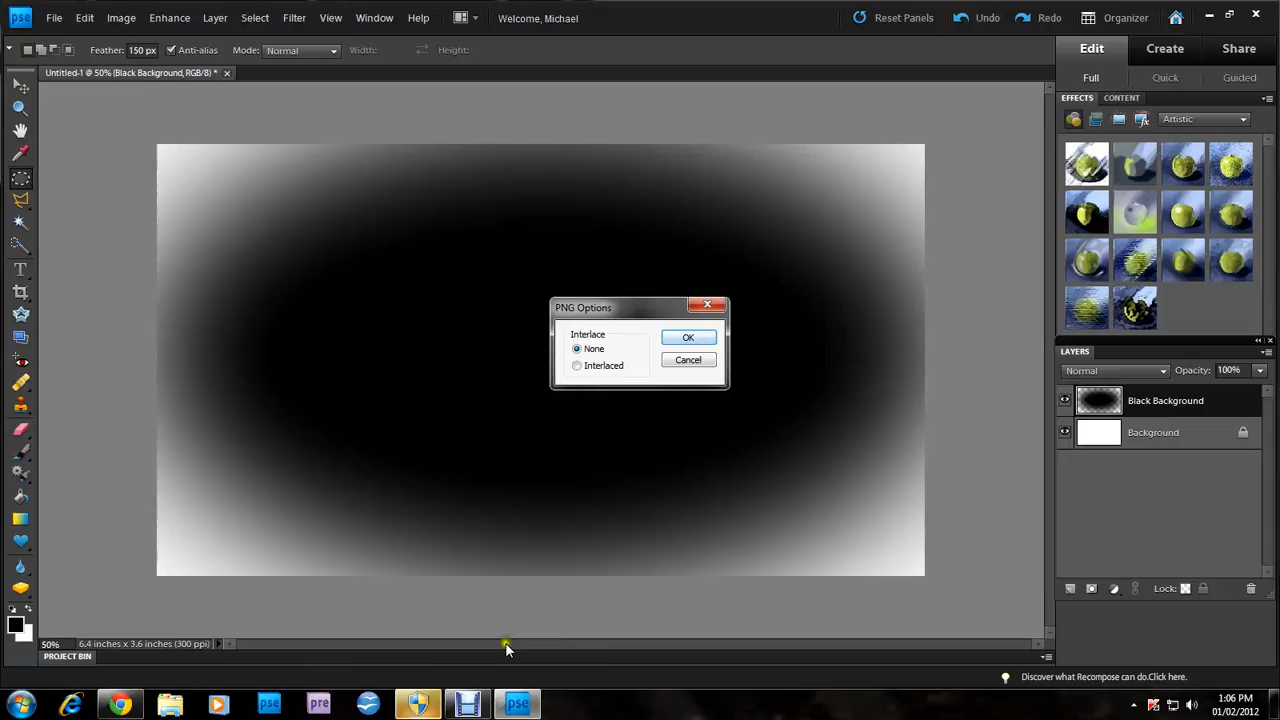 pse File Edit Image Enhance Layer Select Filter View Window Help Welcome, Michael Reset Panels Undo Redo Organizer
Feather: 150 px Anti-alias Mode: Normal Width: Height:
Edit Create Share
Untitled-1 @ 50% (Black Background, RGB/8) *
Full Quick Guided
EFFECTS CONTENT
Artistic
PNG Options
Interlace
None
Interlaced
OK
Cancel
LAYERS
Normal Opacity: 100%
Black Background
Background
Lock:
50% 6.4 inches x 3.6 inches (300 ppi)
PROJECT BIN
Discover what Recompose can do.Click here.
pse pre pse
1:06 PM
01/02/2012